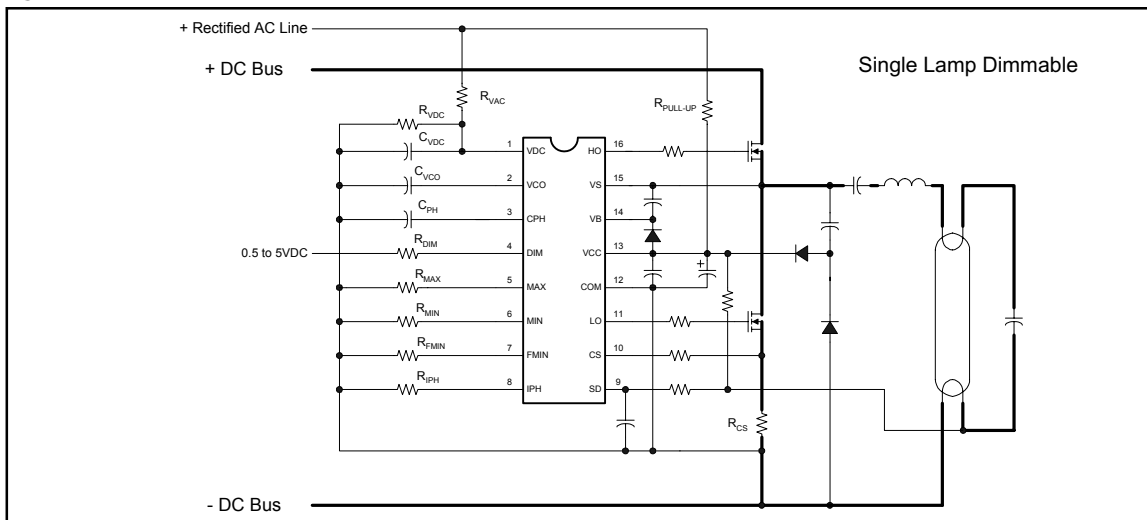 + Rectified AC Line
+ DC Bus
Single Lamp Dimmable
RVAC
RPULL-UP
RVDC
CVDC
1 VDC HO 16
CVCO
2 VCO VS 15
CPH
3 CPH VB 14
RDIM
0.5 to 5VDC 4 DIM VCC 13
+
RMAX
5 MAX COM 12
RMIN
6 MIN LO 11
RFMIN
7 FMIN CS 10
RIPH
8 IPH SD 9
RCS
- DC Bus